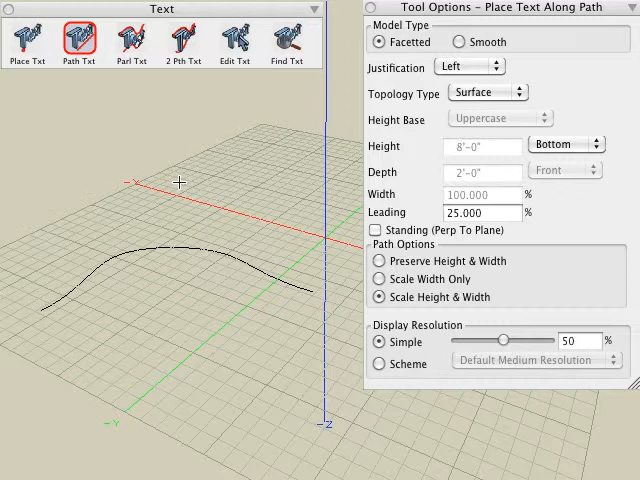 Text
Place Txt Path Txt Parl Txt 2 Pth Txt Edit Txt Find Txt
Tool Options - Place Text Along Path
Model Type
Facetted Smooth
Justification Left
Topology Type Surface
Height Base Uppercase
Height 8'-0" Bottom
Depth 2'-0" Front
Width 100.000 %
Leading 25.000 %
Standing (Perp To Plane)
Path Options
Preserve Height & Width
Scale Width Only
Scale Height & Width
Display Resolution
Simple 50 %
Scheme Default Medium Resolution
-X
-Y
-Z